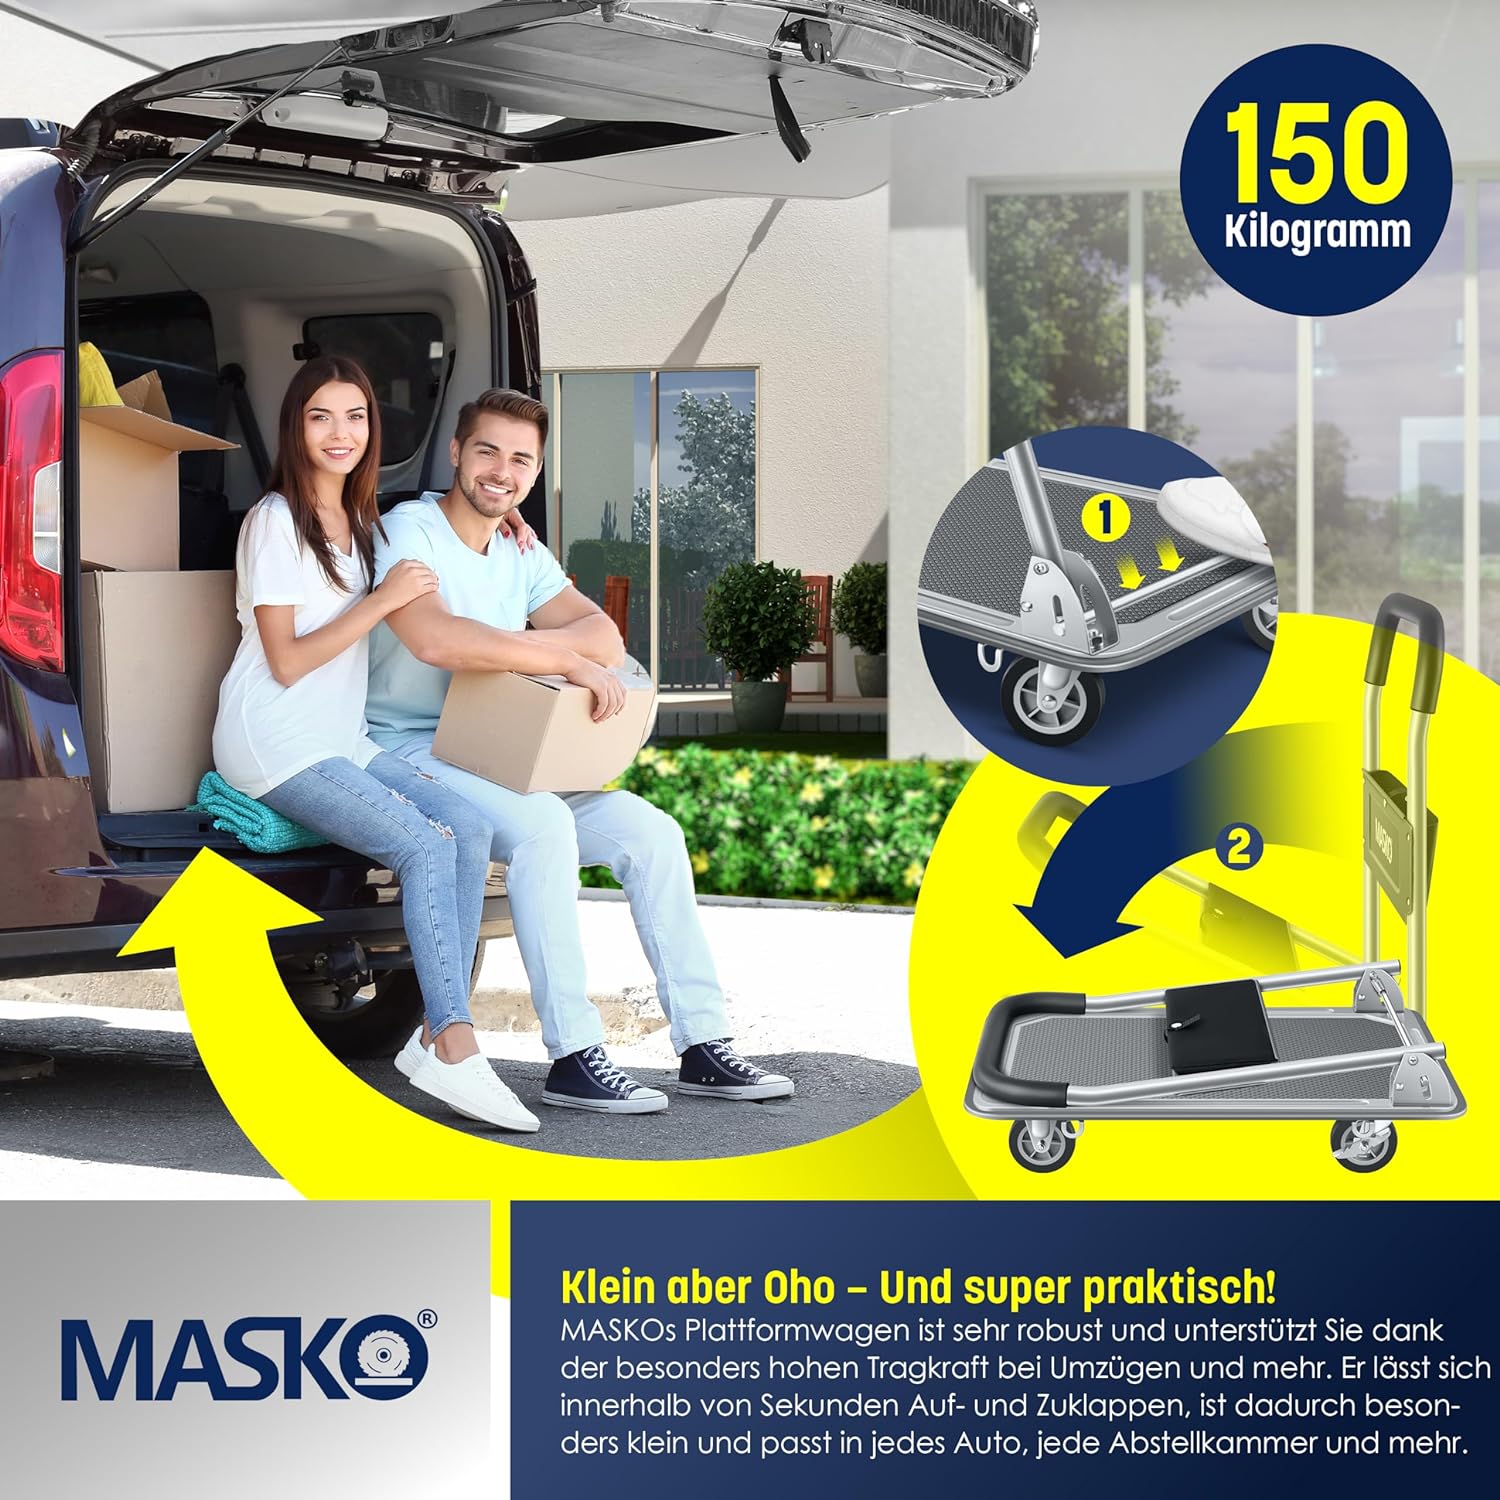 150
Kilogramm
1
2
MASKO
MASKO®
Klein aber Oho – Und super praktisch!
MASKOs Plattformwagen ist sehr robust und unterstützt Sie dank
der besonders hohen Tragkraft bei Umzügen und mehr. Er lässt sich
innerhalb von Sekunden Auf- und Zuklappen, ist dadurch beson-
ders klein und passt in jedes Auto, jede Abstellkammer und mehr.